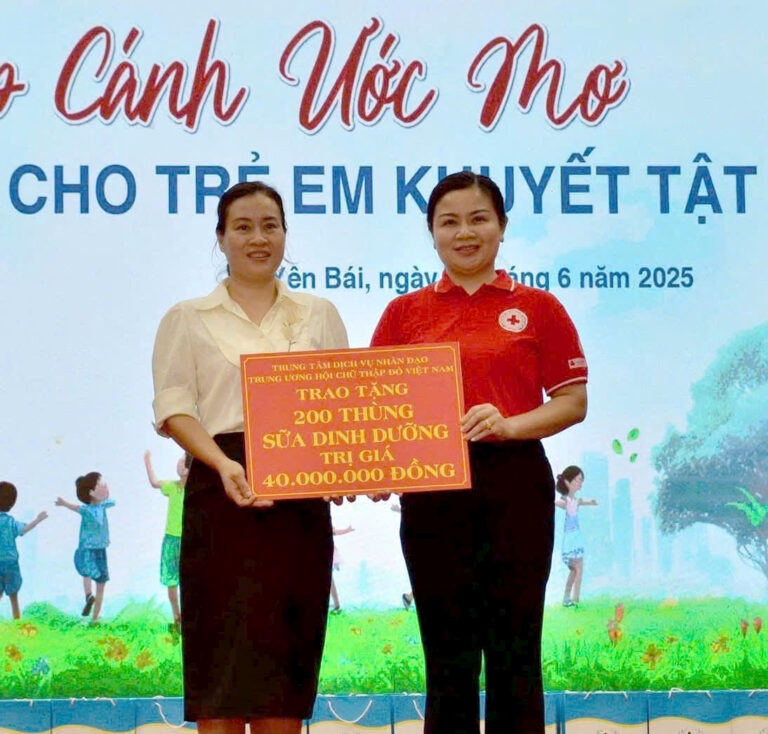 Cánh Ước Mơ
CHO TRẺ EM KHUYẾT TẬT
Yên Bái, ngày 6 năm 2025
TRUNG TÂM DỊCH VỤ NHÂN ĐẠO
TRUNG ƯƠNG HỘI CHỮ THẬP ĐỎ VIỆT NAM
TRAO TẶNG
200 THÙNG
SỮA DINH DƯỠNG
TRỊ GIÁ
40.000.000 ĐỒNG